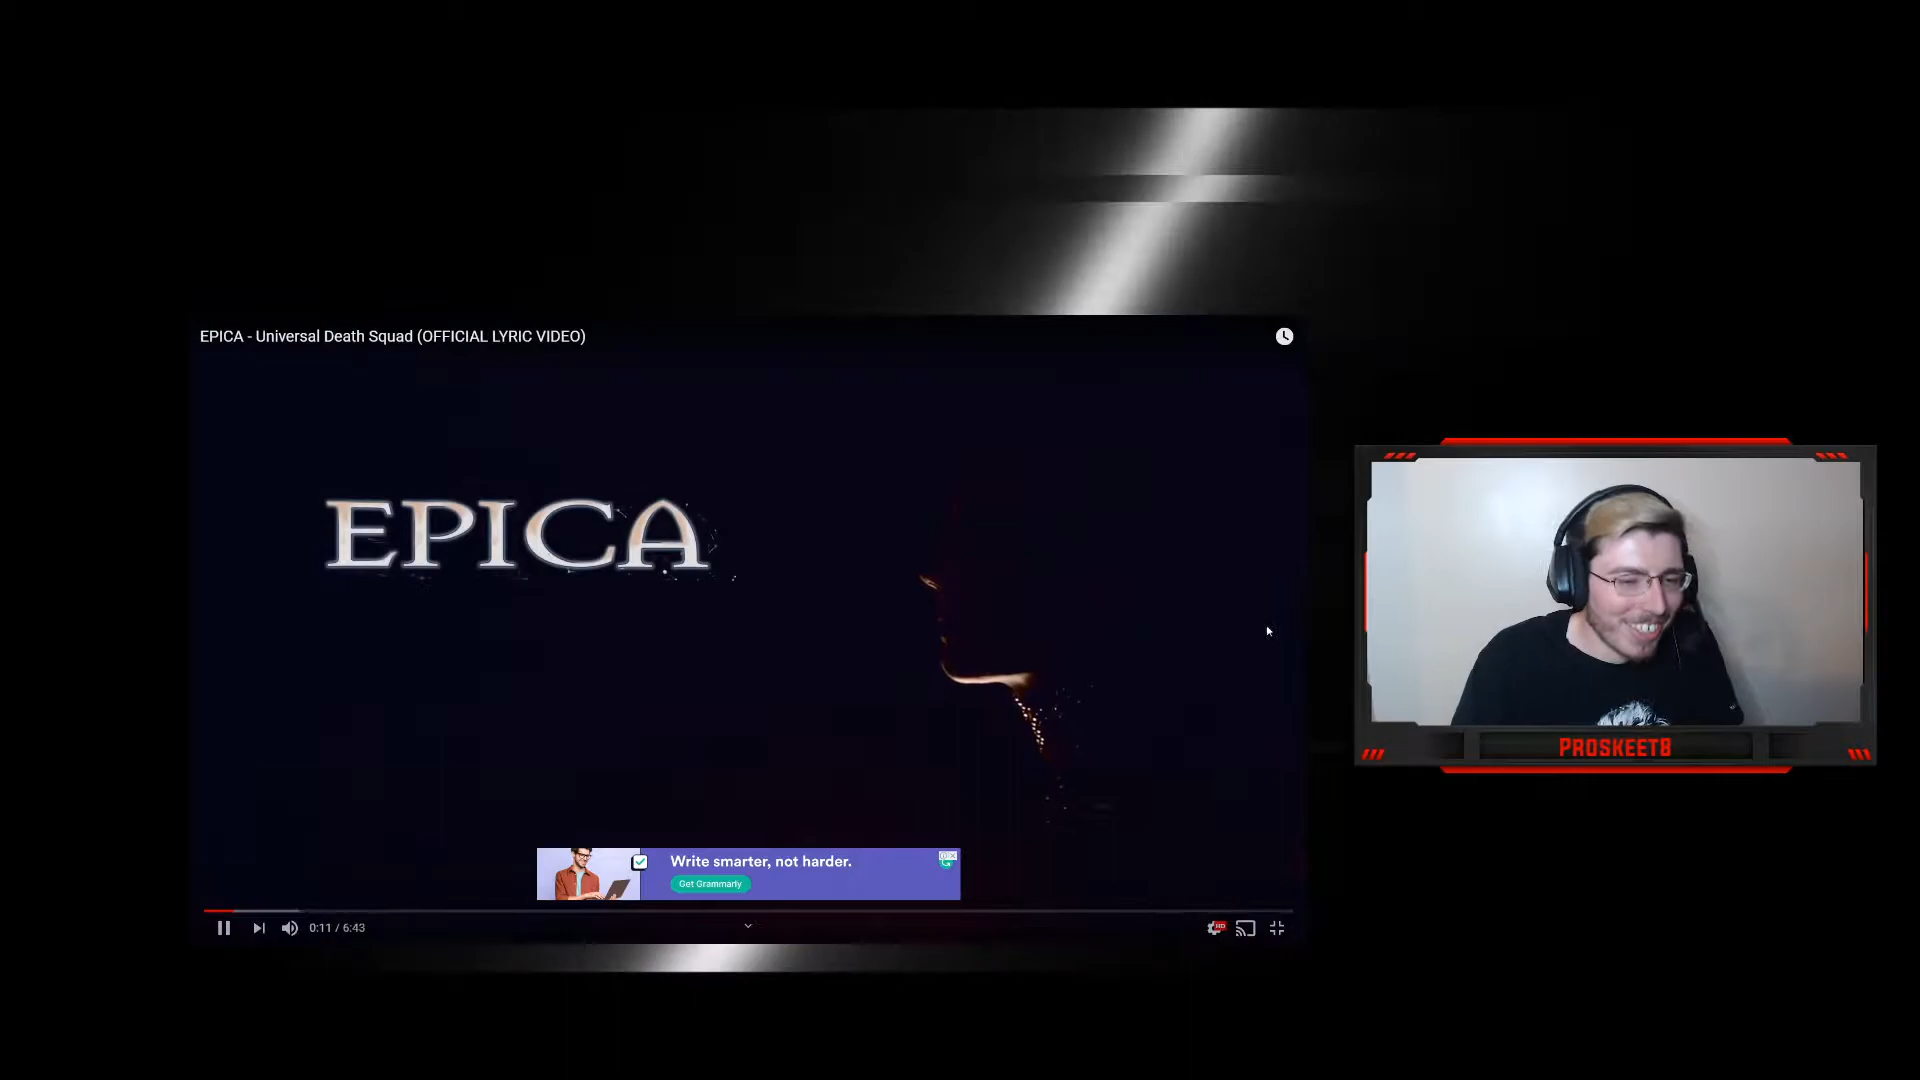 EPICA - Universal Death Squad (OFFICIAL LYRIC VIDEO)
EPICA
Write smarter, not harder.
Get Grammarly
0:11 / 6:43
HD
PROSKEET8